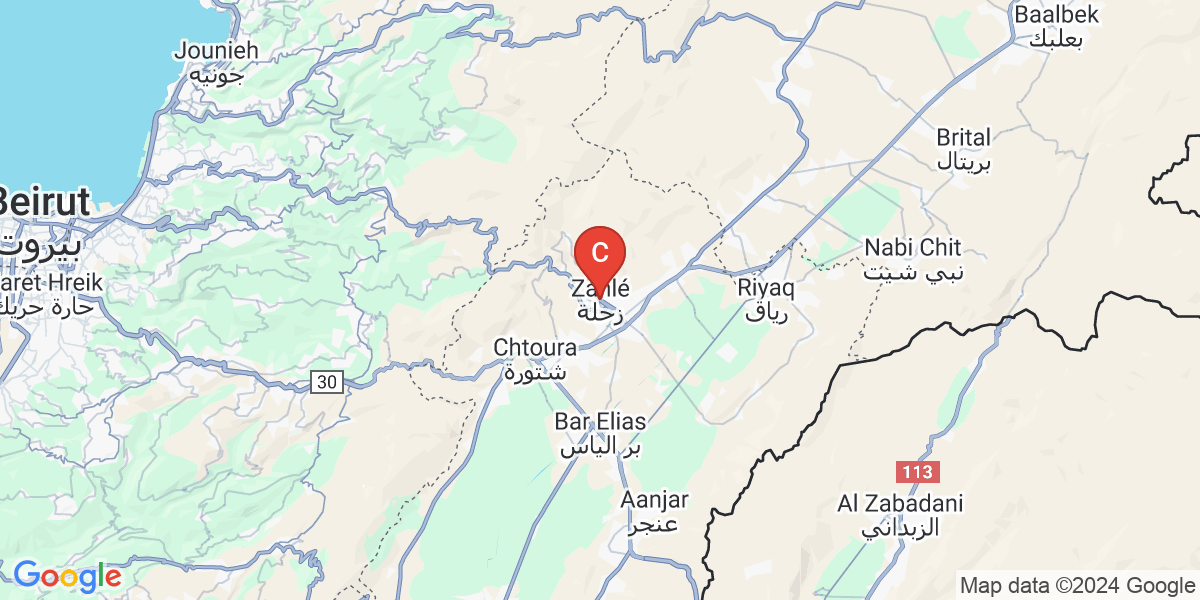 Baalbek
بعلبك
Jounieh
جونيه
Brital
بريتال
Beirut
بيروت
Nabi Chit
نبي شيت
aret Hreik
حارة حريك
C
Zahlé
زحلة
Riyaq
رياق
Chtoura
شتورة
30
Bar Elias
بر الياس
113
Aanjar
عنجر
Al Zabadani
الزبداني
Google
Map data ©2024 Google